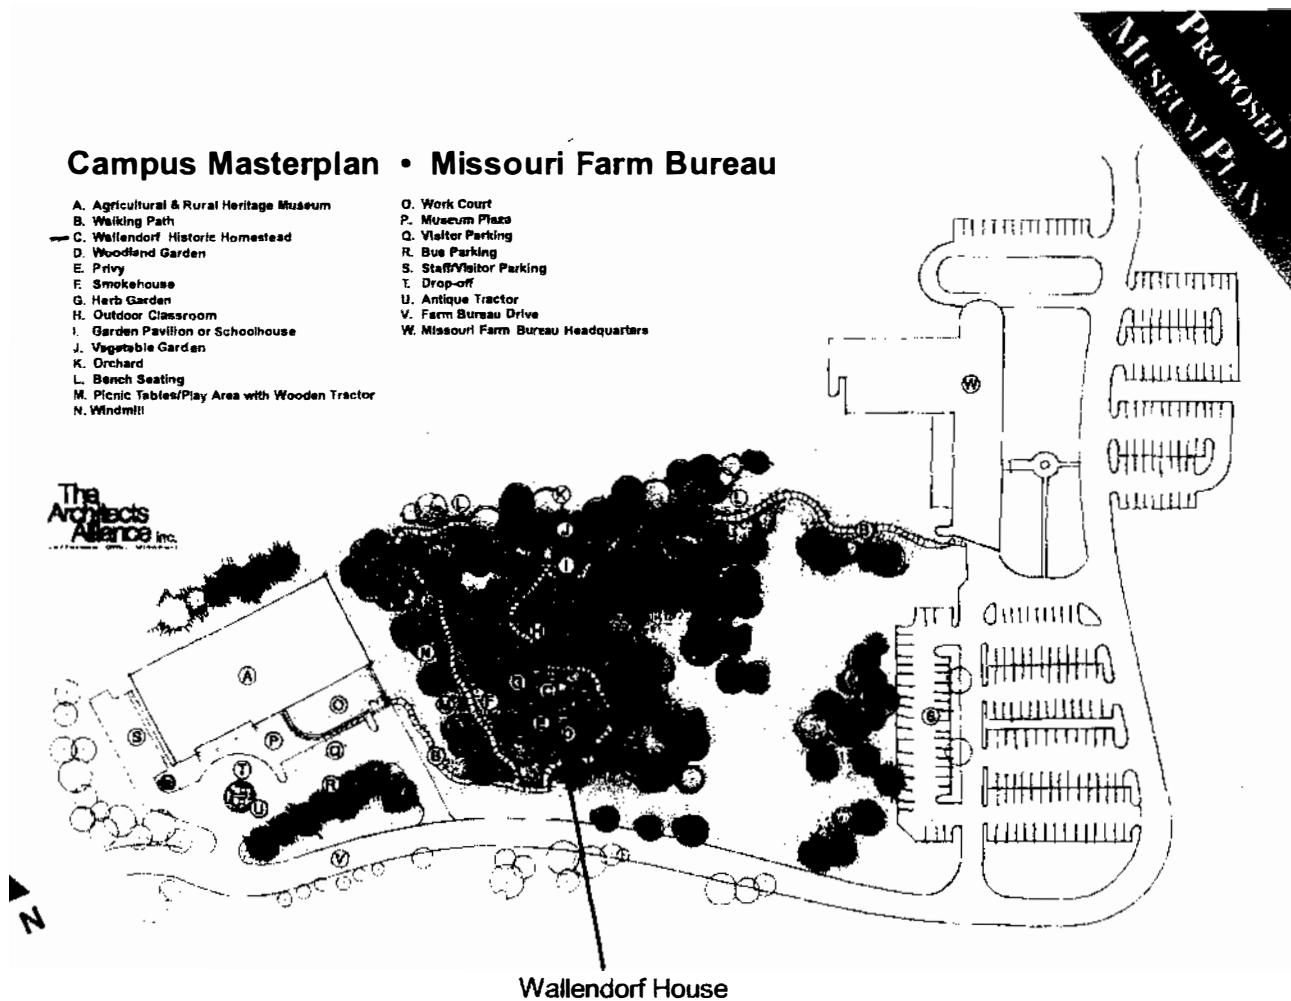 PROPOSED
MUSEUM PLAN
Campus Masterplan • Missouri Farm Bureau
A. Agricultural & Rural Heritage Museum
B. Walking Path
C. Wallendorf Historic Homestead
D. Woodland Garden
E. Privy
F. Smokehouse
G. Herb Garden
H. Outdoor Classroom
I. Garden Pavilion or Schoolhouse
J. Vegetable Garden
K. Orchard
L. Bench Seating
M. Picnic Tables/Play Area with Wooden Tractor
N. Windmill
O. Work Court
P. Museum Plaza
Q. Visitor Parking
R. Bus Parking
S. Staff/Visitor Parking
T. Drop-off
U. Antique Tractor
V. Farm Bureau Drive
W. Missouri Farm Bureau Headquarters
The
Architects
Alliance inc.
W
L
K
L
J
B
I
H
N
A
O
S
P
Q
B
T
R
U
V
S
N
Wallendorf House